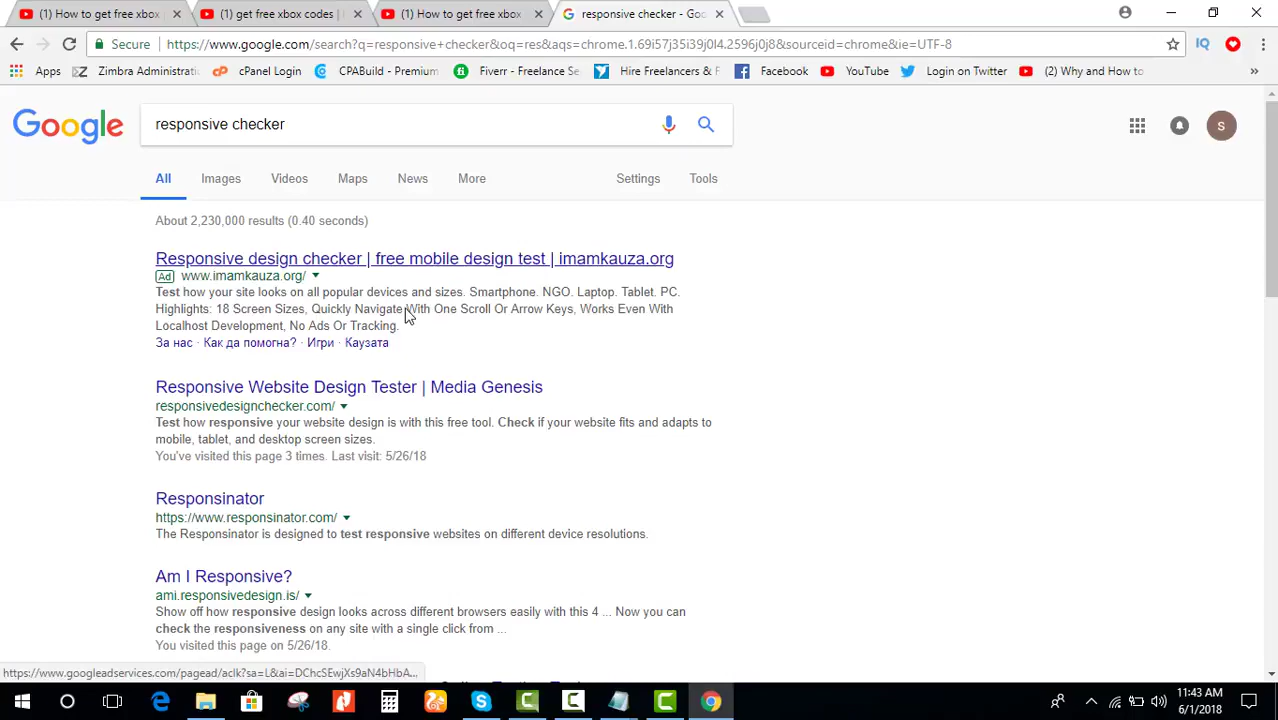 (1) How to get free xbox
(1) get free xbox codes |
(1) How to get free xbox
responsive checker - Goo
Secure
https://www.google.com/search?q=responsive+checker&oq=res&aqs=chrome.1.69i57j35i39j0l4.2596j0j8&sourceid=chrome&ie=UTF-8
Apps
Zimbra Administrati
cPanel Login
CPABuild - Premium
Fiverr - Freelance Se
Hire Freelancers & F
Facebook
YouTube
Login on Twitter
(2) Why and How to
Google
responsive checker
S
All
Images
Videos
Maps
News
More
Settings
Tools
About 2,230,000 results (0.40 seconds)
Responsive design checker | free mobile design test | imamkauza.org
Ad www.imamkauza.org/
Test how your site looks on all popular devices and sizes. Smartphone. NGO. Laptop. Tablet. PC.
Highlights: 18 Screen Sizes, Quickly Navigate With One Scroll Or Arrow Keys, Works Even With
Localhost Development, No Ads Or Tracking.
За нас · Как да помогна? · Игри · Каузата
Responsive Website Design Tester | Media Genesis
responsivedesignchecker.com/
Test how responsive your website design is with this free tool. Check if your website fits and adapts to
mobile, tablet, and desktop screen sizes.
You've visited this page 3 times. Last visit: 5/26/18
Responsinator
https://www.responsinator.com/
The Responsinator is designed to test responsive websites on different device resolutions.
Am I Responsive?
ami.responsivedesign.is/
Show off how responsive design looks across different browsers easily with this 4 ... Now you can
check the responsiveness on any site with a single click from ...
You visited this page on 5/26/18.
https://www.googleadservices.com/pagead/aclk?sa=L&ai=DChcSEwjXs9aN4bHbA...
11:43 AM
6/1/2018